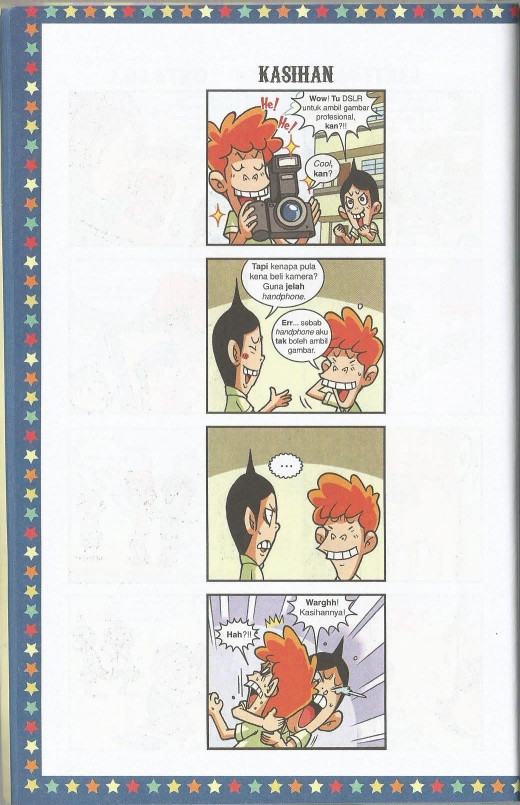 KASIHAN
He!
He!
Wow! Tu DSLR
untuk ambil gambar
profesional,
kan?!!
Cool,
kan?
Tapi kenapa pula
kena beli kamera?
Guna jelah
handphone.
Err... sebab
handphone aku
tak boleh ambil
gambar.
...
Warghh!
Kasihannya!
Hah?!!